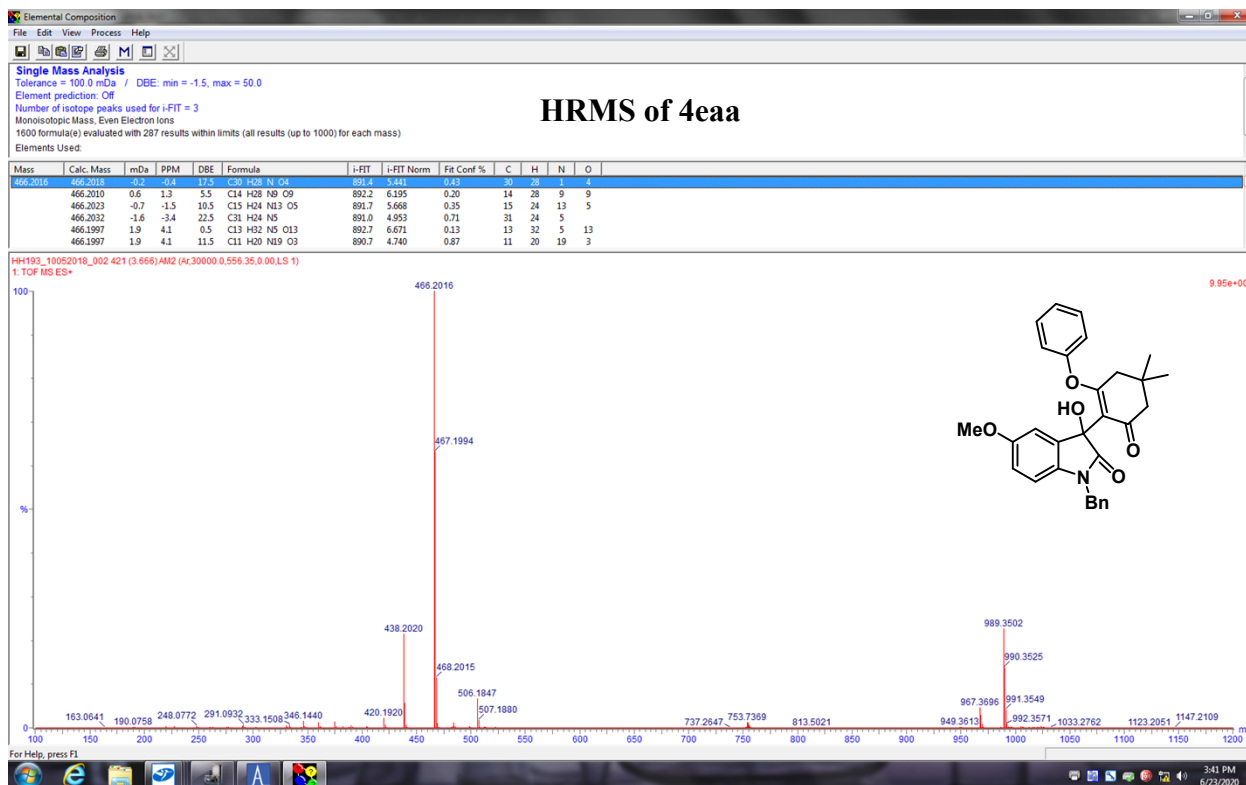 Elemental Composition
File Edit View Process Help
Single Mass Analysis
Tolerance = 100.0 mDa / DBE: min = -1.5, max = 50.0
Element prediction: Off
Number of isotope peaks used for i-FIT = 3
Monoisotopic Mass, Even Electron Ions
1600 formula(e) evaluated with 287 results within limits (all results (up to 1000) for each mass)
Elements Used:
HRMS of 4eaa
Mass Calc. Mass mDa PPM DBE Formula i-FIT i-FIT Norm Fit Conf % C H N O
466.2016 466.2018 -0.2 -0.4 17.5 C30 H28 N O4 891.4 5.441 0.43 30 28 1 4
466.2010 0.6 1.3 5.5 C14 H28 N9 O9 892.2 6.195 0.20 14 28 9 9
466.2023 -0.7 -1.5 10.5 C15 H24 N13 O5 891.7 5.668 0.35 15 24 13 5
466.2032 -1.6 -3.4 22.5 C31 H24 N5 891.0 4.953 0.71 31 24 5
466.1997 1.9 4.1 0.5 C13 H32 N5 O13 892.7 6.671 0.13 13 32 5 13
466.1997 1.9 4.1 11.5 C11 H20 N19 O3 890.7 4.740 0.87 11 20 19 3
HH193_10052018_002 421 (3.666) AM2 (Ar,30000.0,556.35,0.00,LS 1)
1: TOF MS ES+
9.95e+00
100
%
0
466.2016
467.1994
438.2020
468.2015
506.1847
507.1880
420.1920
163.0641
190.0758
248.0772
291.0932
333.1508
346.1440
737.2647
753.7369
813.5021
949.3613
967.3696
989.3502
990.3525
991.3549
992.3571
1033.2762
1123.2051
1147.2109
O
HO
MeO
O
O
N
Bn
100 150 200 250 300 350 400 450 500 550 600 650 700 750 800 850 900 950 1000 1050 1100 1150 1200
m
For Help, press F1
3:41 PM
6/23/2020